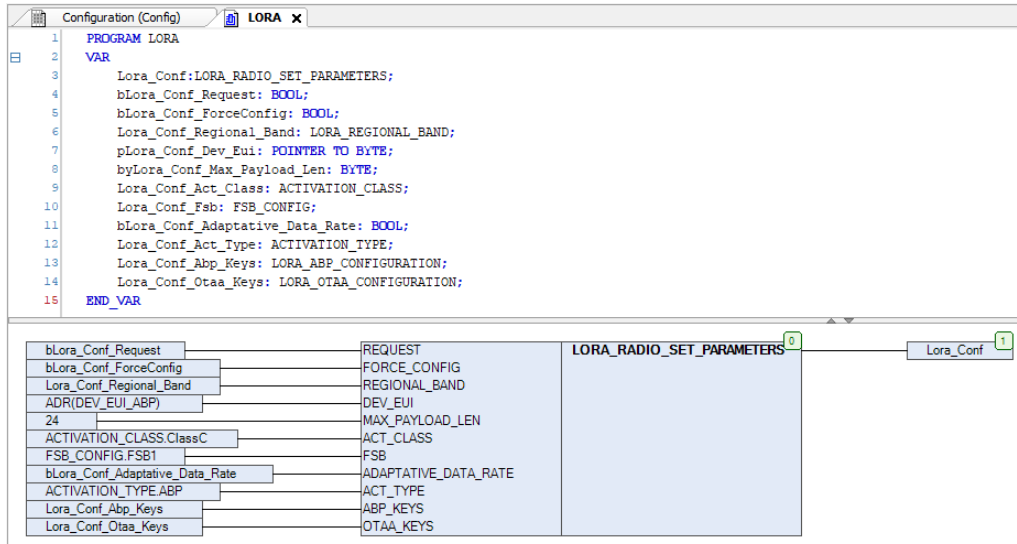 Configuration (Config) LORA x
1 PROGRAM LORA
2 VAR
3 Lora_Conf:LORA_RADIO_SET_PARAMETERS;
4 bLora_Conf_Request: BOOL;
5 bLora_Conf_ForceConfig: BOOL;
6 Lora_Conf_Regional_Band: LORA_REGIONAL_BAND;
7 pLora_Conf_Dev_Eui: POINTER TO BYTE;
8 byLora_Conf_Max_Payload_Len: BYTE;
9 Lora_Conf_Act_Class: ACTIVATION_CLASS;
10 Lora_Conf_Fsb: FSB_CONFIG;
11 bLora_Conf_Adaptative_Data_Rate: BOOL;
12 Lora_Conf_Act_Type: ACTIVATION_TYPE;
13 Lora_Conf_Abp_Keys: LORA_ABP_CONFIGURATION;
14 Lora_Conf_Otaa_Keys: LORA_OTAA_CONFIGURATION;
15 END_VAR
bLora_Conf_Request REQUEST LORA_RADIO_SET_PARAMETERS 0 Lora_Conf 1
bLora_Conf_ForceConfig FORCE_CONFIG
Lora_Conf_Regional_Band REGIONAL_BAND
ADR(DEV_EUI_ABP) DEV_EUI
24 MAX_PAYLOAD_LEN
ACTIVATION_CLASS.ClassC ACT_CLASS
FSB_CONFIG.FSB1 FSB
bLora_Conf_Adaptative_Data_Rate ADAPTATIVE_DATA_RATE
ACTIVATION_TYPE.ABP ACT_TYPE
Lora_Conf_Abp_Keys ABP_KEYS
Lora_Conf_Otaa_Keys OTAA_KEYS